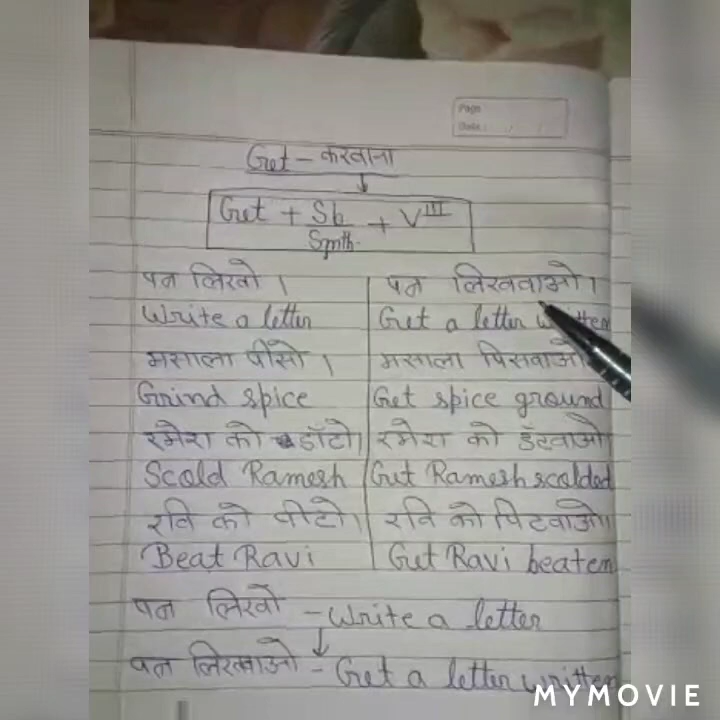 Page
Date :
Get - करवाना
Get + Sb/Smth. + V III
पत्र लिखो । पत्र लिखवाओ ।
Write a letter Get a letter written
मसाला पीसो । मसाला पिसवाओ
Grind spice Get spice ground
रमेश को डाँटो । रमेश को डँटवाओ
Scold Ramesh Get Ramesh scolded
रवि को पीटो । रवि को पिटवाओ ।
Beat Ravi Get Ravi beaten
पत्र लिखो - Write a letter
पत्र लिखवाओ - Get a letter written
MYMOVIE